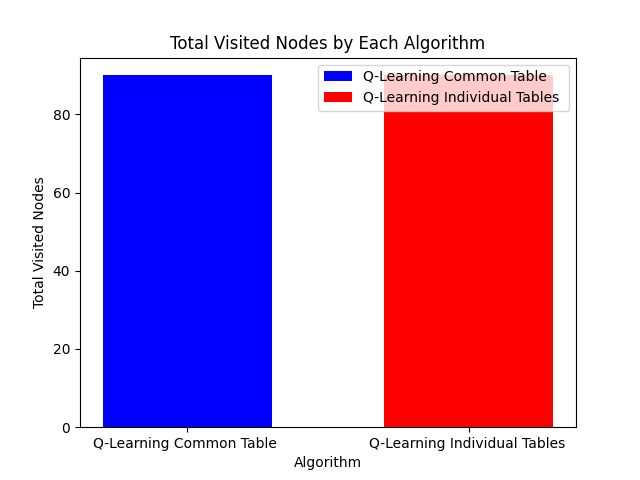 Total Visited Nodes by Each Algorithm
Q-Learning Common Table
Q-Learning Individual Tables
Total Visited Nodes
80
60
40
20
0
Q-Learning Common Table
Q-Learning Individual Tables
Algorithm